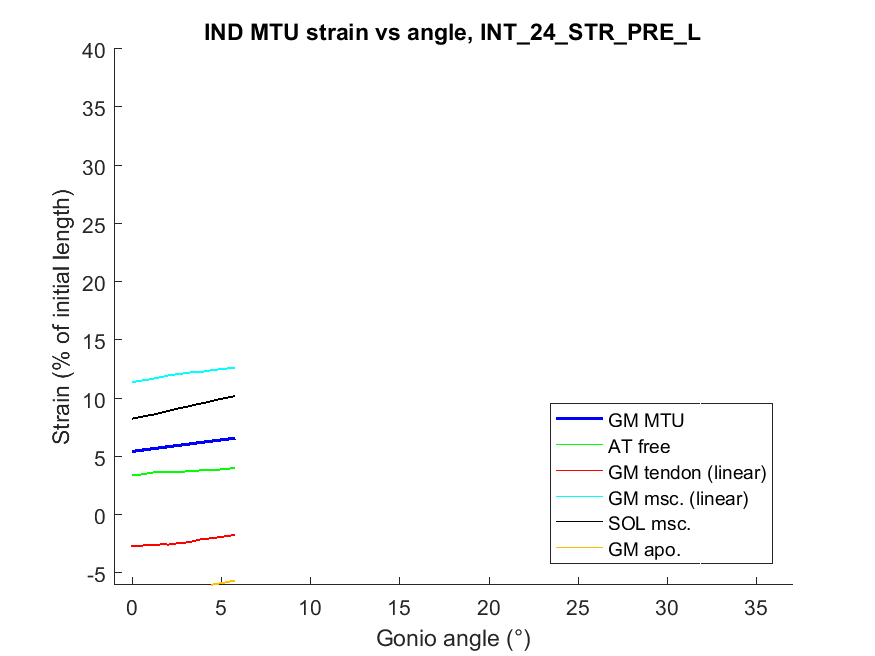 IND MTU strain vs angle, INT_24_STR_PRE_L
40
35
30
25
20
15
10
5
0
-5
Strain (% of initial length)
GM MTU
AT free
GM tendon (linear)
GM msc. (linear)
SOL msc.
GM apo.
0 5 10 15 20 25 30 35
Gonio angle (°)